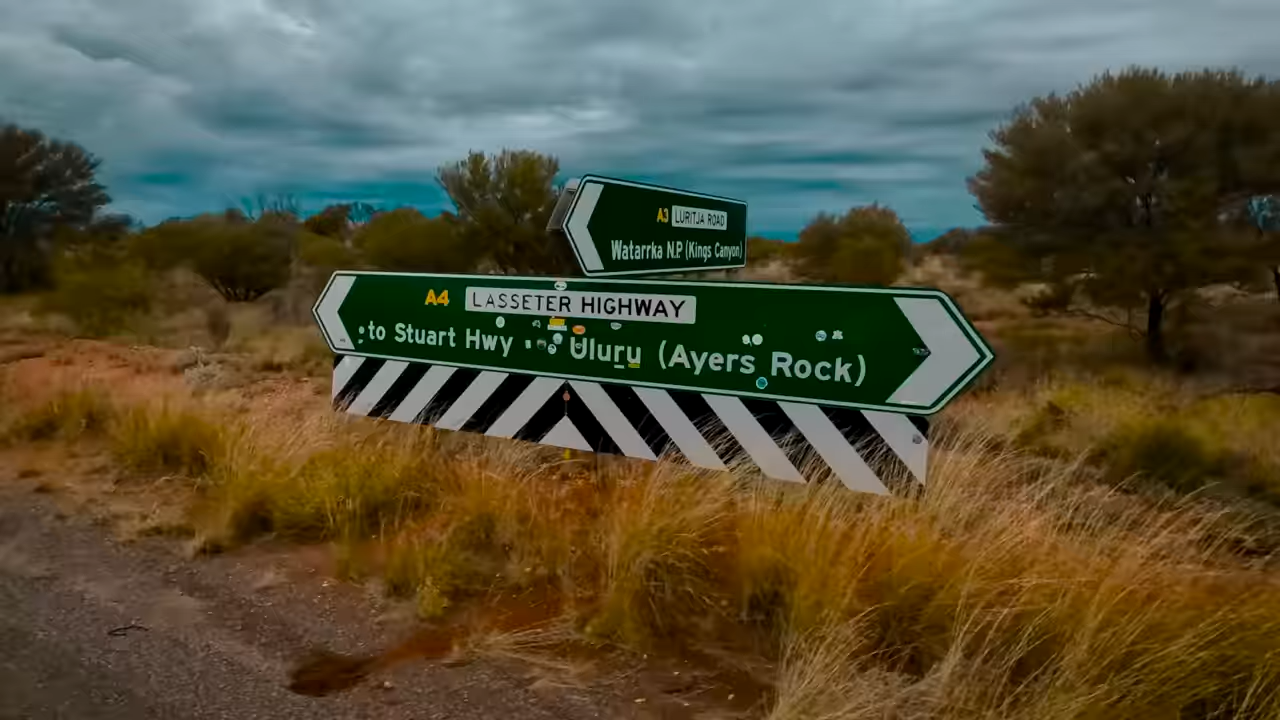 A3 LURITJA ROAD
Watarrka N.P. (Kings Canyon)
A4 LASSETER HIGHWAY
to Stuart Hwy Uluru (Ayers Rock)